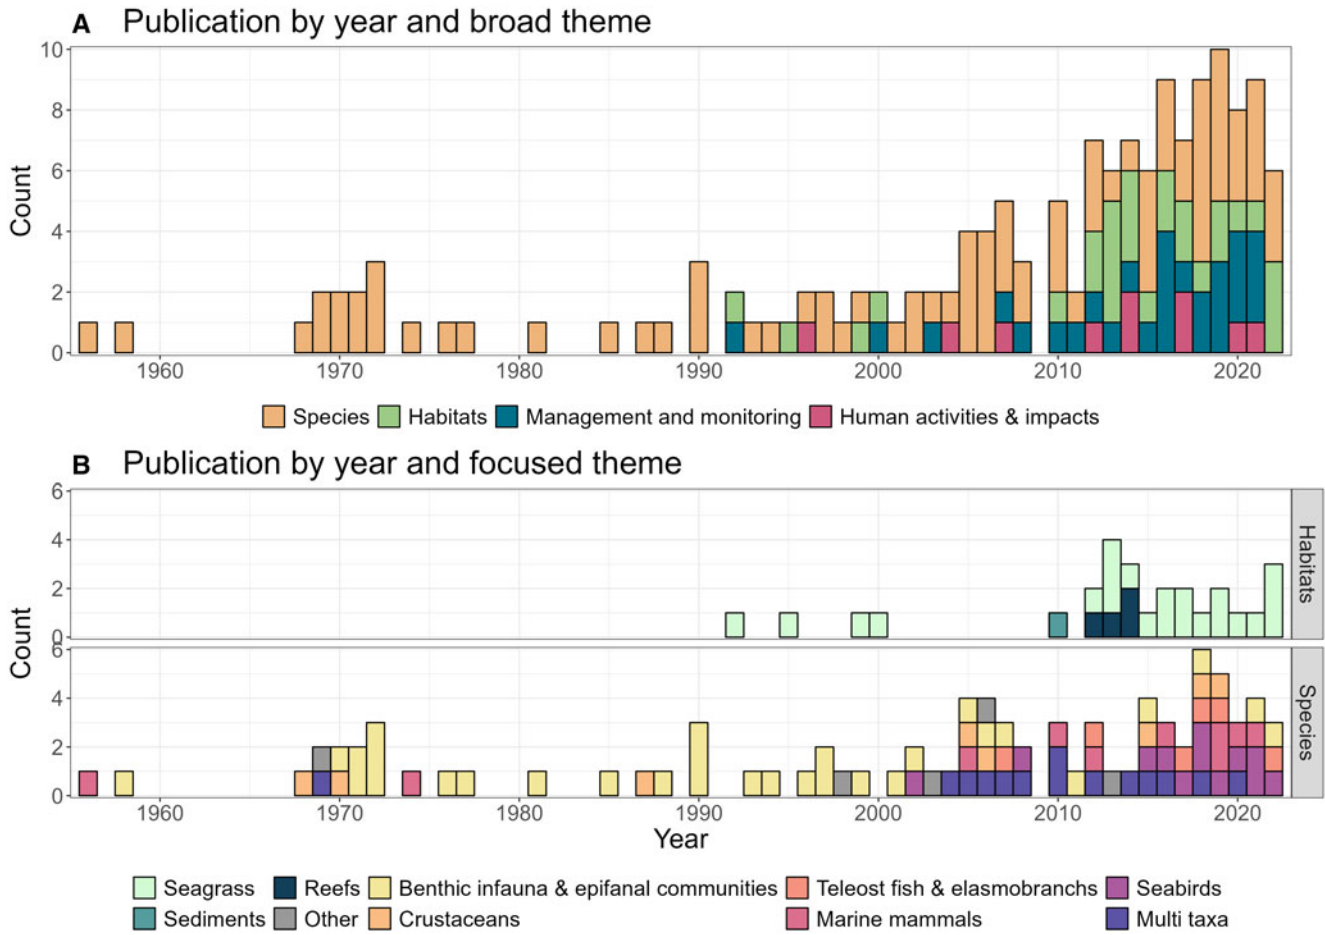 A Publication by year and broad theme
10
8
6
4
2
0
Count
1960 1970 1980 1990 2000 2010 2020
Species Habitats Management and monitoring Human activities & impacts
B Publication by year and focused theme
6
4
2
0
Habitats
6
4
2
0
Species
Count
1960 1970 1980 1990 2000 2010 2020
Year
Seagrass Reefs Benthic infauna & epifanal communities Teleost fish & elasmobranchs Seabirds
Sediments Other Crustaceans Marine mammals Multi taxa